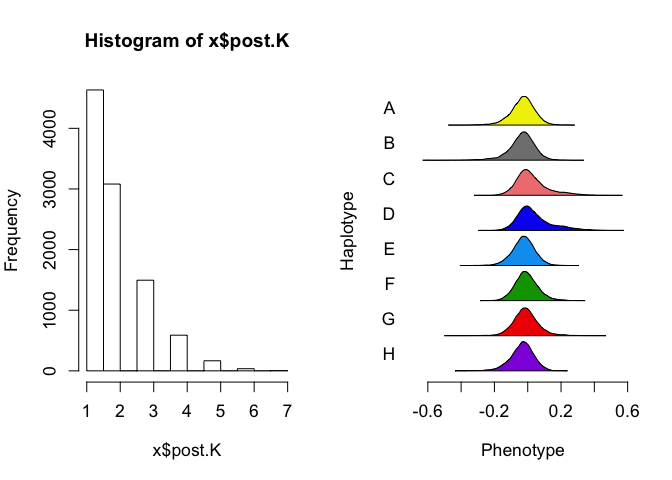 Histogram of x$post.K
Frequency
0
1000
2000
3000
4000
1 2 3 4 5 6 7
x$post.K
Haplotype
A
B
C
D
E
F
G
H
-0.6 -0.2 0.2 0.6
Phenotype